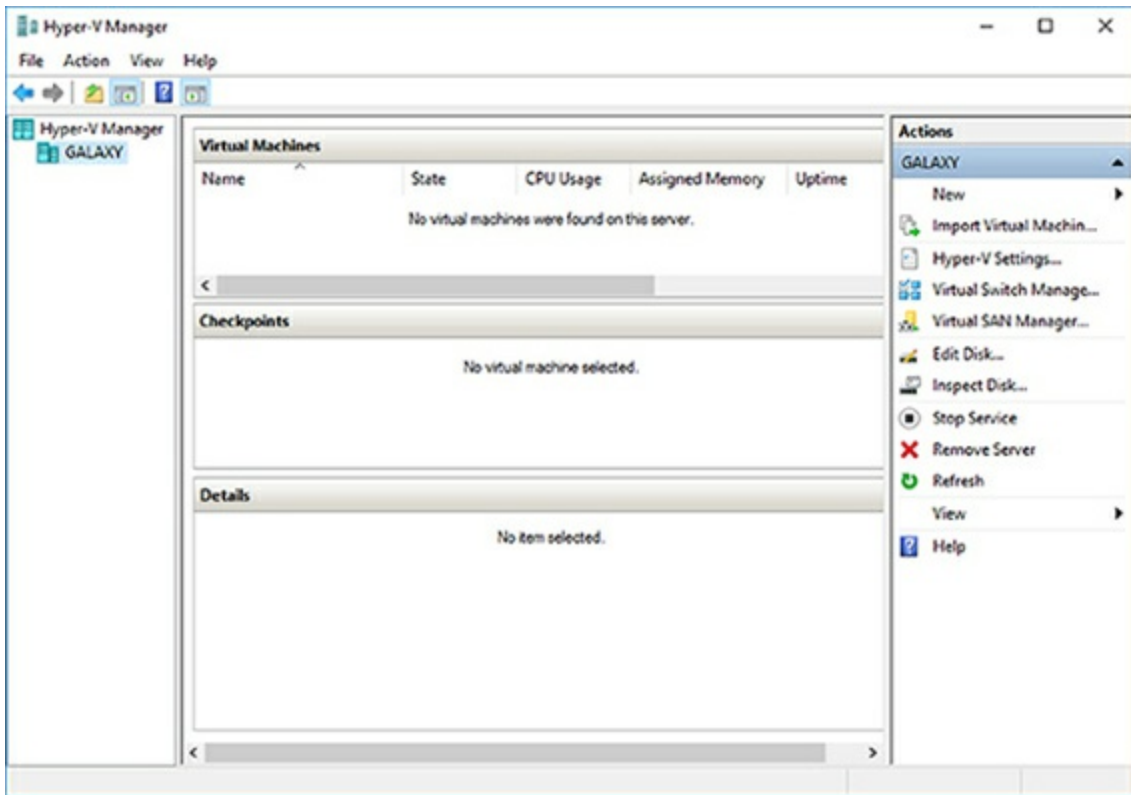 Hyper-V Manager
File Action View Help
Hyper-V Manager
GALAXY
Virtual Machines
Name State CPU Usage Assigned Memory Uptime
No virtual machines were found on this server.
Checkpoints
No virtual machine selected.
Details
No item selected.
Actions
GALAXY
New
Import Virtual Machin...
Hyper-V Settings...
Virtual Switch Manage...
Virtual SAN Manager...
Edit Disk...
Inspect Disk...
Stop Service
Remove Server
Refresh
View
Help